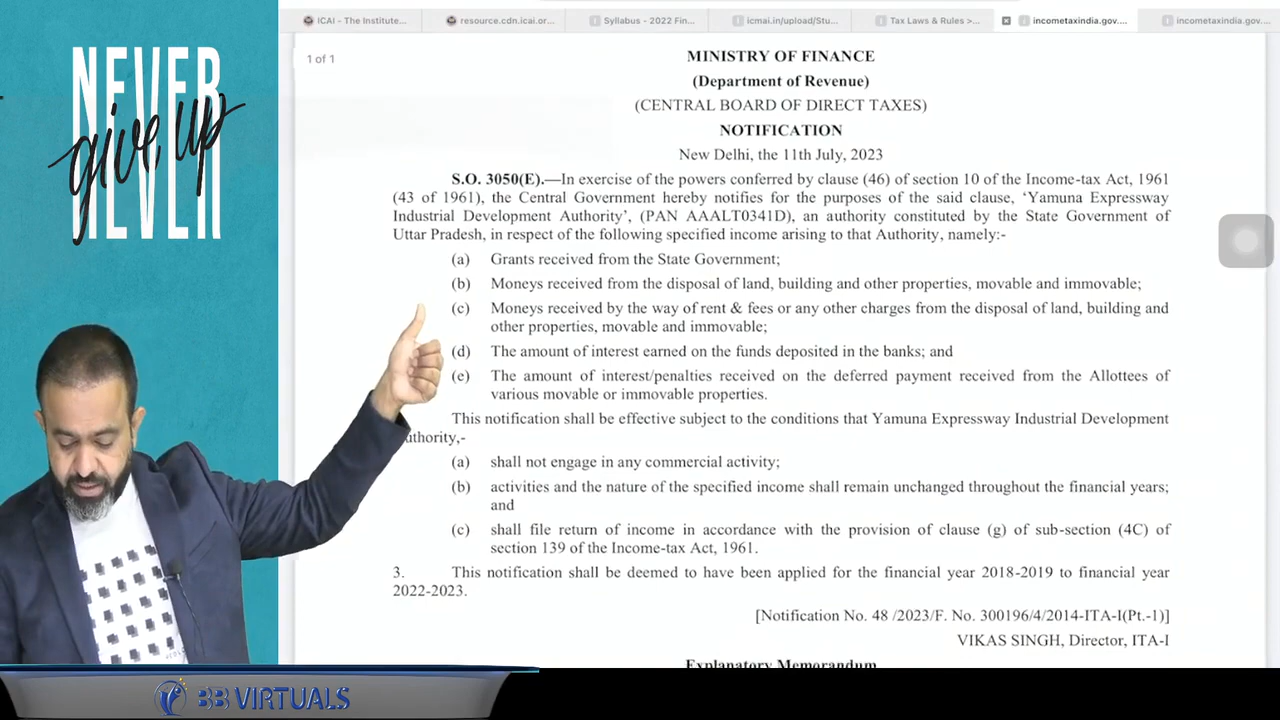 ICAI - The Institute...
resource.cdn.icai.or...
Syllabus - 2022 Fin...
icmai.in/upload/Stu...
Tax Laws & Rules >...
incometaxindia.gov....
incometaxindia.gov....
1 of 1
MINISTRY OF FINANCE
(Department of Revenue)
(CENTRAL BOARD OF DIRECT TAXES)
NOTIFICATION
New Delhi, the 11th July, 2023
S.O. 3050(E).—In exercise of the powers conferred by clause (46) of section 10 of the Income-tax Act, 1961
(43 of 1961), the Central Government hereby notifies for the purposes of the said clause, ‘Yamuna Expressway
Industrial Development Authority’, (PAN AAALT0341D), an authority constituted by the State Government of
Uttar Pradesh, in respect of the following specified income arising to that Authority, namely:-
(a) Grants received from the State Government;
(b) Moneys received from the disposal of land, building and other properties, movable and immovable;
(c) Moneys received by the way of rent & fees or any other charges from the disposal of land, building and
other properties, movable and immovable;
(d) The amount of interest earned on the funds deposited in the banks; and
(e) The amount of interest/penalties received on the deferred payment received from the Allottees of
various movable or immovable properties.
This notification shall be effective subject to the conditions that Yamuna Expressway Industrial Development
uthority,-
(a) shall not engage in any commercial activity;
(b) activities and the nature of the specified income shall remain unchanged throughout the financial years;
and
(c) shall file return of income in accordance with the provision of clause (g) of sub-section (4C) of
section 139 of the Income-tax Act, 1961.
3. This notification shall be deemed to have been applied for the financial year 2018-2019 to financial year
2022-2023.
[Notification No. 48 /2023/F. No. 300196/4/2014-ITA-I(Pt.-1)]
VIKAS SINGH, Director, ITA-I
Explanatory Memorandum
NEVER
give up
NEVER
BB VIRTUALS